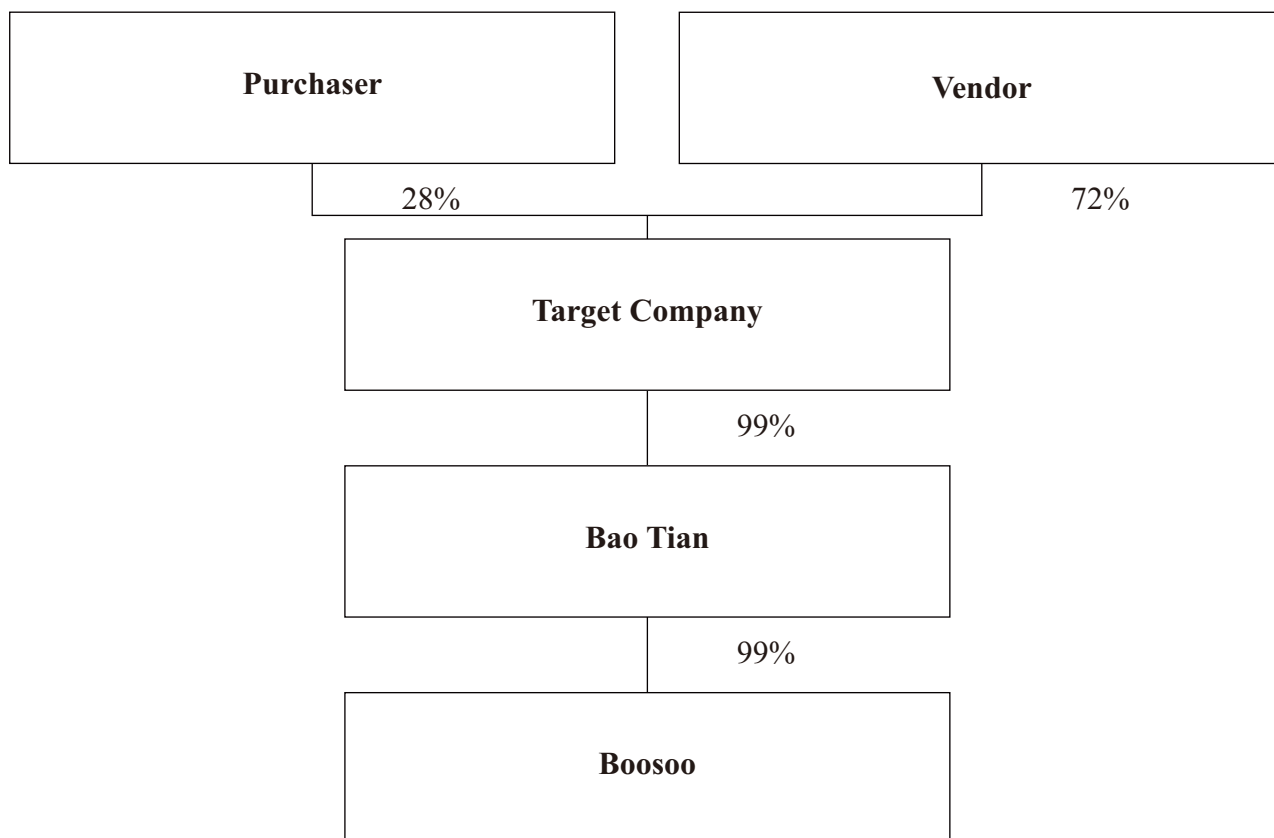 Purchaser
Vendor
28%
72%
Target Company
99%
Bao Tian
99%
Boosoo